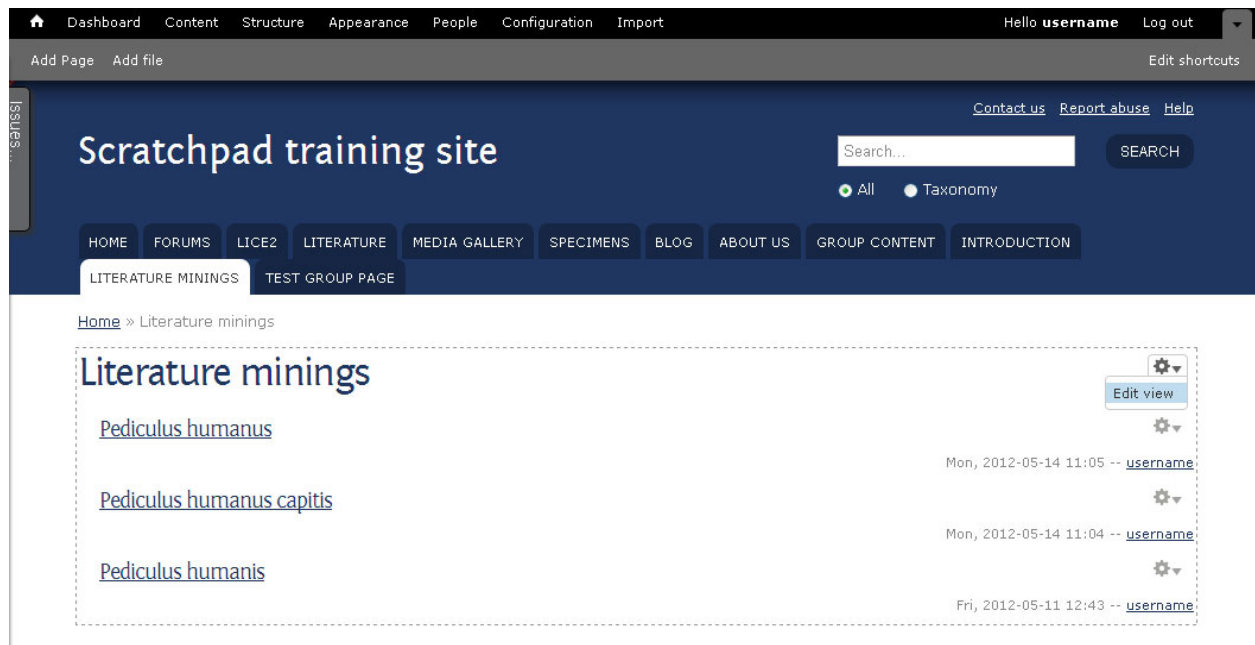 Dashboard Content Structure Appearance People Configuration Import Hello username Log out
Add Page Add file Edit shortcuts
Issues...
Contact us Report abuse Help
Scratchpad training site
Search... SEARCH
All Taxonomy
HOME FORUMS LICE2 LITERATURE MEDIA GALLERY SPECIMENS BLOG ABOUT US GROUP CONTENT INTRODUCTION
LITERATURE MININGS TEST GROUP PAGE
Home » Literature minings
Literature minings
Edit view
Pediculus humanus
Mon, 2012-05-14 11:05 -- username
Pediculus humanus capitis
Mon, 2012-05-14 11:04 -- username
Pediculus humanis
Fri, 2012-05-11 12:43 -- username